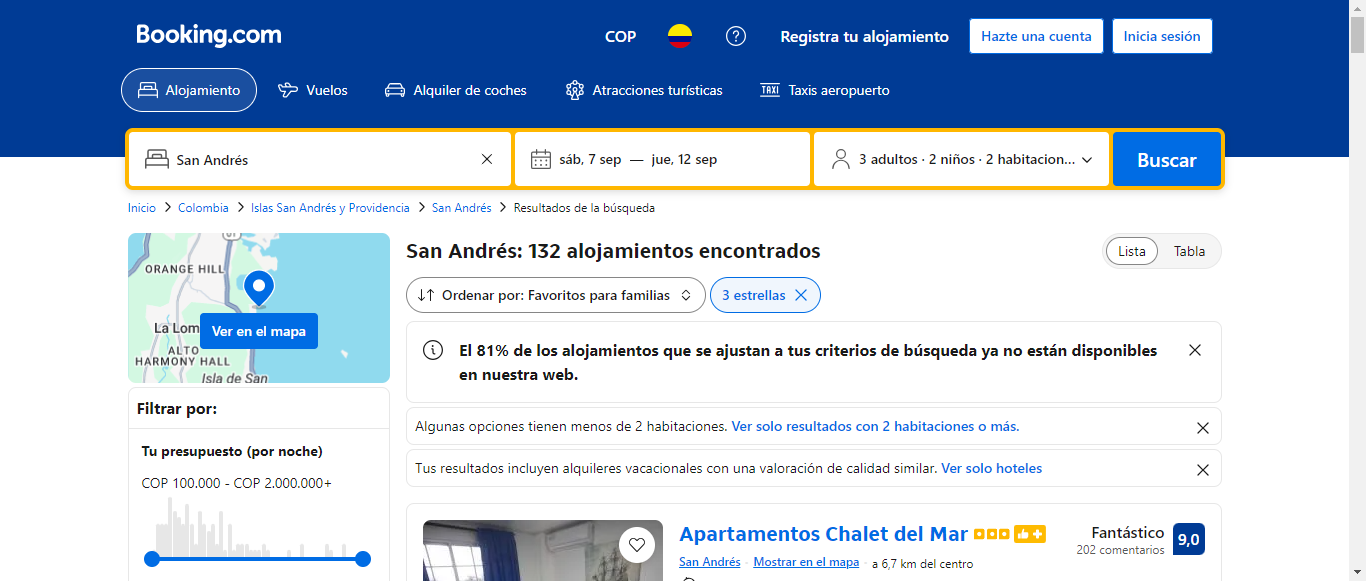 Booking.com
COP
Registra tu alojamiento
Hazte una cuenta
Inicia sesión
Alojamiento
Vuelos
Alquiler de coches
Atracciones turísticas
TAXI
Taxis aeropuerto
San Andrés
sáb, 7 sep — jue, 12 sep
3 adultos · 2 niños · 2 habitacion...
Buscar
Inicio > Colombia > Islas San Andrés y Providencia > San Andrés > Resultados de la búsqueda
ORANGE HILL
La Lom
Ver en el mapa
ALTO
HARMONY HALL
Isla de San
Filtrar por:
Tu presupuesto (por noche)
COP 100.000 - COP 2.000.000+
San Andrés: 132 alojamientos encontrados
Lista
Tabla
Ordenar por: Favoritos para familias
3 estrellas
El 81% de los alojamientos que se ajustan a tus criterios de búsqueda ya no están disponibles
en nuestra web.
Algunas opciones tienen menos de 2 habitaciones. Ver solo resultados con 2 habitaciones o más.
Tus resultados incluyen alquileres vacacionales con una valoración de calidad similar. Ver solo hoteles
Apartamentos Chalet del Mar
San Andrés · Mostrar en el mapa · a 6,7 km del centro
Fantástico
202 comentarios
9,0